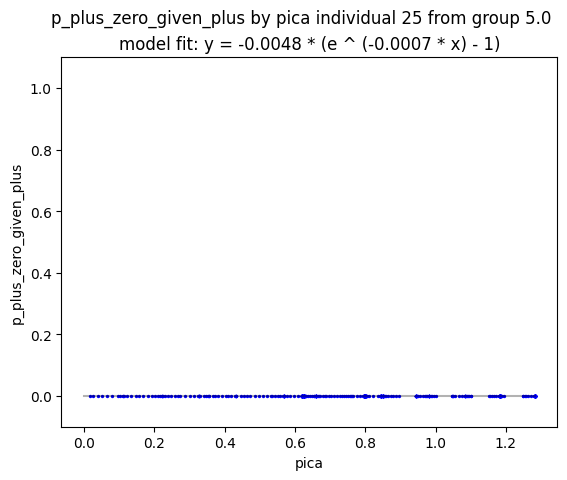 p_plus_zero_given_plus by pica individual 25 from group 5.0
model fit: y = -0.0048 * (e ^ (-0.0007 * x) - 1)
1.0
0.8
0.6
0.4
0.2
0.0
p_plus_zero_given_plus
0.0 0.2 0.4 0.6 0.8 1.0 1.2
pica